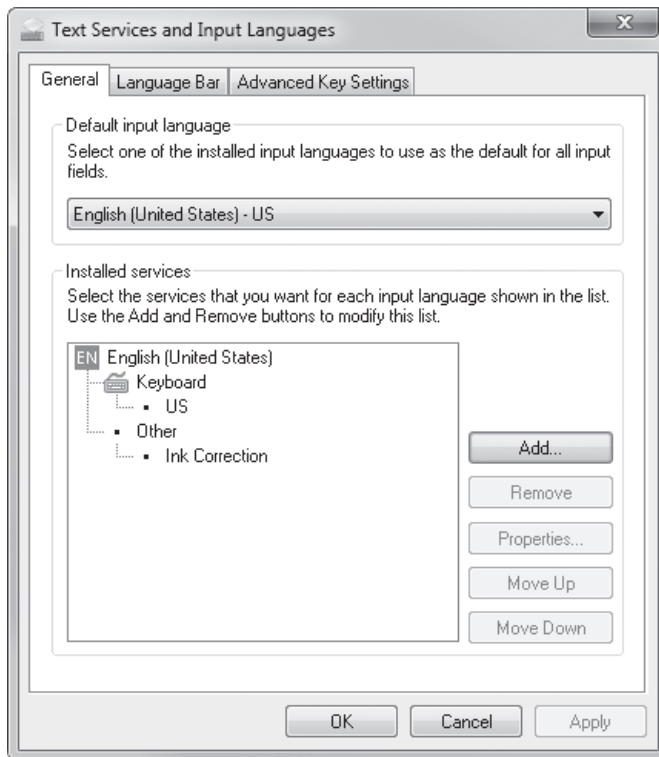 Text Services and Input Languages
General Language Bar Advanced Key Settings
Default input language
Select one of the installed input languages to use as the default for all input
fields.
English (United States) - US
Installed services
Select the services that you want for each input language shown in the list.
Use the Add and Remove buttons to modify this list.
EN English (United States)
Keyboard
US
Other
Ink Correction
Add...
Remove
Properties...
Move Up
Move Down
OK Cancel Apply